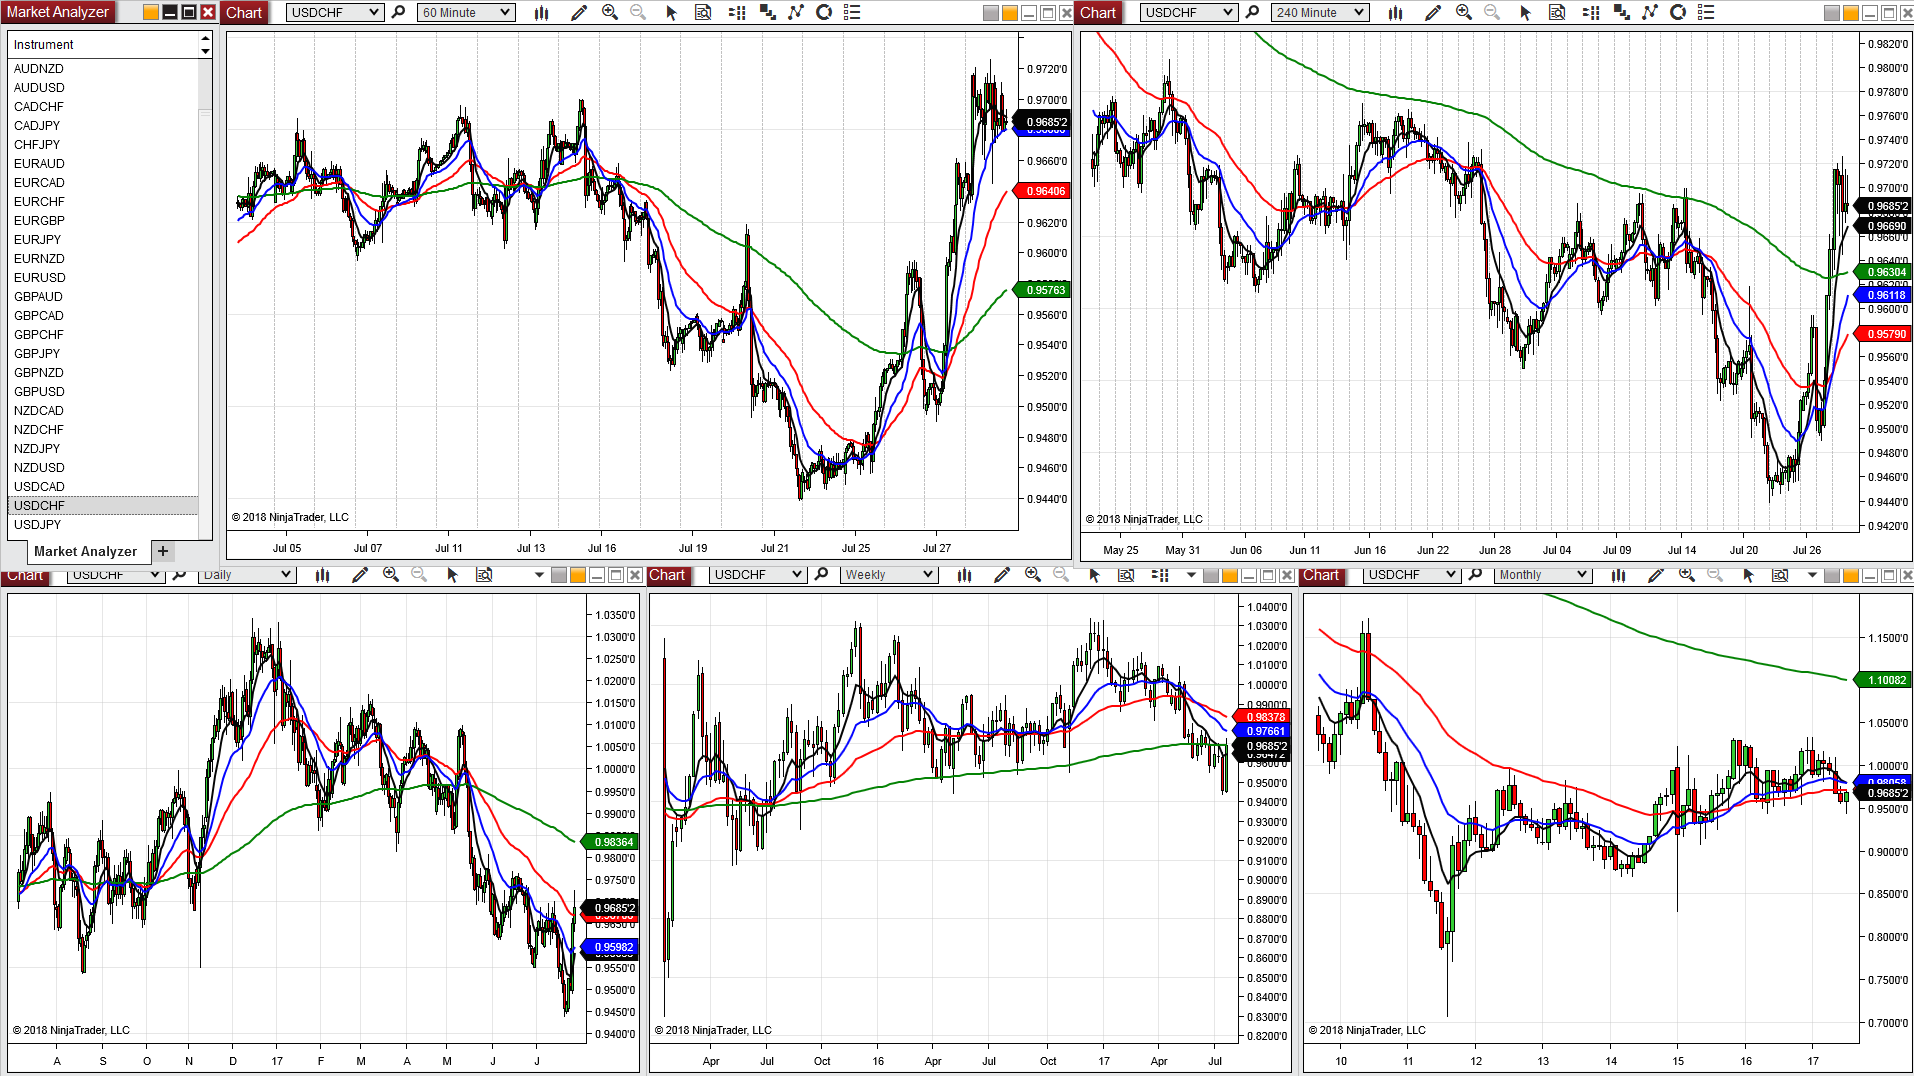 Market Analyzer
Instrument
AUDNZD
AUDUSD
CADCHF
CADJPY
CHFJPY
EURAUD
EURCAD
EURCHF
EURGBP
EURJPY
EURNZD
EURUSD
GBPAUD
GBPCAD
GBPCHF
GBPJPY
GBPNZD
GBPUSD
NZDCAD
NZDCHF
NZDJPY
NZDUSD
USDCAD
USDCHF
USDJPY
Market Analyzer +
Chart USDCHF 60 Minute
0.9720'0
0.9700'0
0.9685'2
0.9660'0
0.96406
0.9620'0
0.9600'0
0.95763
0.9560'0
0.9540'0
0.9520'0
0.9500'0
0.9480'0
0.9460'0
0.9440'0
© 2018 NinjaTrader, LLC
Jul 05 Jul 07 Jul 11 Jul 13 Jul 16 Jul 19 Jul 21 Jul 25 Jul 27
Chart USDCHF 240 Minute
0.9820'0
0.9800'0
0.9780'0
0.9760'0
0.9740'0
0.9720'0
0.9700'0
0.9685'2
0.96690
0.9660'0
0.9640'0
0.96304
0.96118
0.9600'0
0.95790
0.9560'0
0.9540'0
0.9520'0
0.9500'0
0.9480'0
0.9460'0
0.9440'0
0.9420'0
© 2018 NinjaTrader, LLC
May 25 May 31 Jun 06 Jun 11 Jun 16 Jun 22 Jun 28 Jul 04 Jul 09 Jul 14 Jul 20 Jul 26
Chart USDCHF Daily
1.0350'0
1.0300'0
1.0250'0
1.0200'0
1.0150'0
1.0100'0
1.0050'0
1.0000'0
0.9950'0
0.9900'0
0.98364
0.9800'0
0.9750'0
0.9685'2
0.9650'0
0.95982
0.9550'0
0.9500'0
0.9450'0
0.9400'0
© 2018 NinjaTrader, LLC
A S O N D 17 F M A M J J
Chart USDCHF Weekly
1.0400'0
1.0300'0
1.0200'0
1.0100'0
1.0000'0
0.9900'0
0.98378
0.97661
0.9685'2
0.9600'0
0.9500'0
0.9400'0
0.9300'0
0.9200'0
0.9100'0
0.9000'0
0.8900'0
0.8800'0
0.8700'0
0.8600'0
0.8500'0
0.8400'0
0.8300'0
0.8200'0
© 2018 NinjaTrader, LLC
Apr Jul Oct 16 Apr Jul Oct 17 Apr Jul
Chart USDCHF Monthly
1.1500'0
1.10082
1.0500'0
1.0000'0
0.9685'2
0.9500'0
0.9000'0
0.8500'0
0.8000'0
0.7500'0
0.7000'0
© 2018 NinjaTrader, LLC
10 11 12 13 14 15 16 17